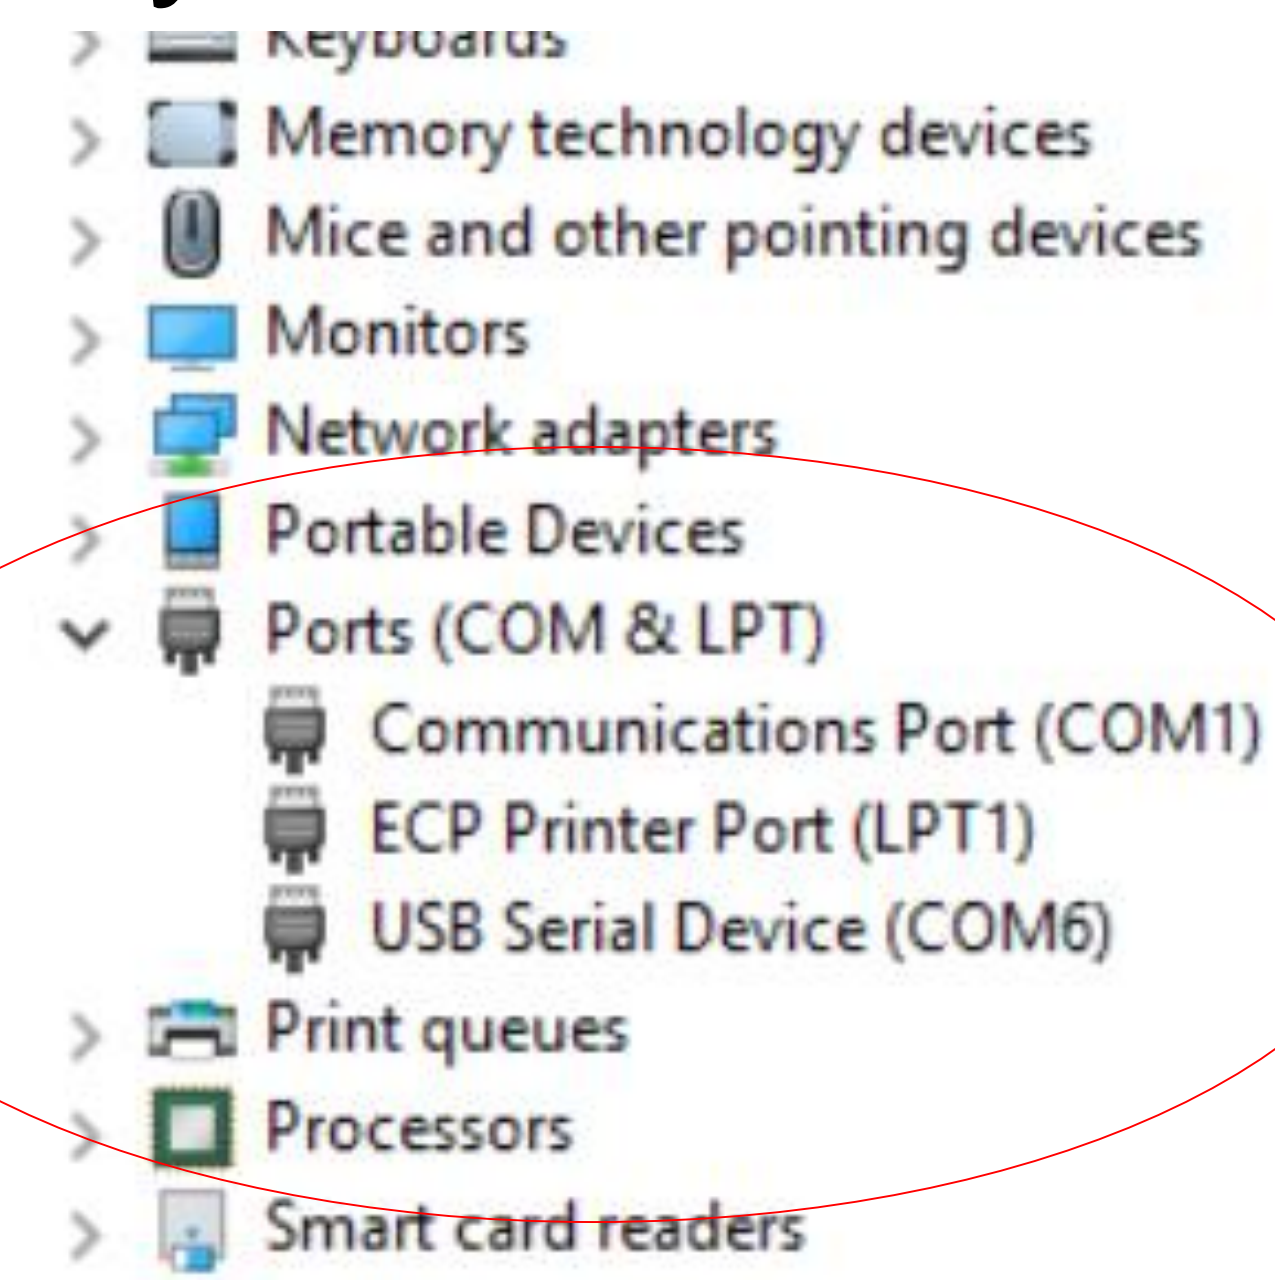 Keyboards
Memory technology devices
Mice and other pointing devices
Monitors
Network adapters
Portable Devices
Ports (COM & LPT)
Communications Port (COM1)
ECP Printer Port (LPT1)
USB Serial Device (COM6)
Print queues
Processors
Smart card readers